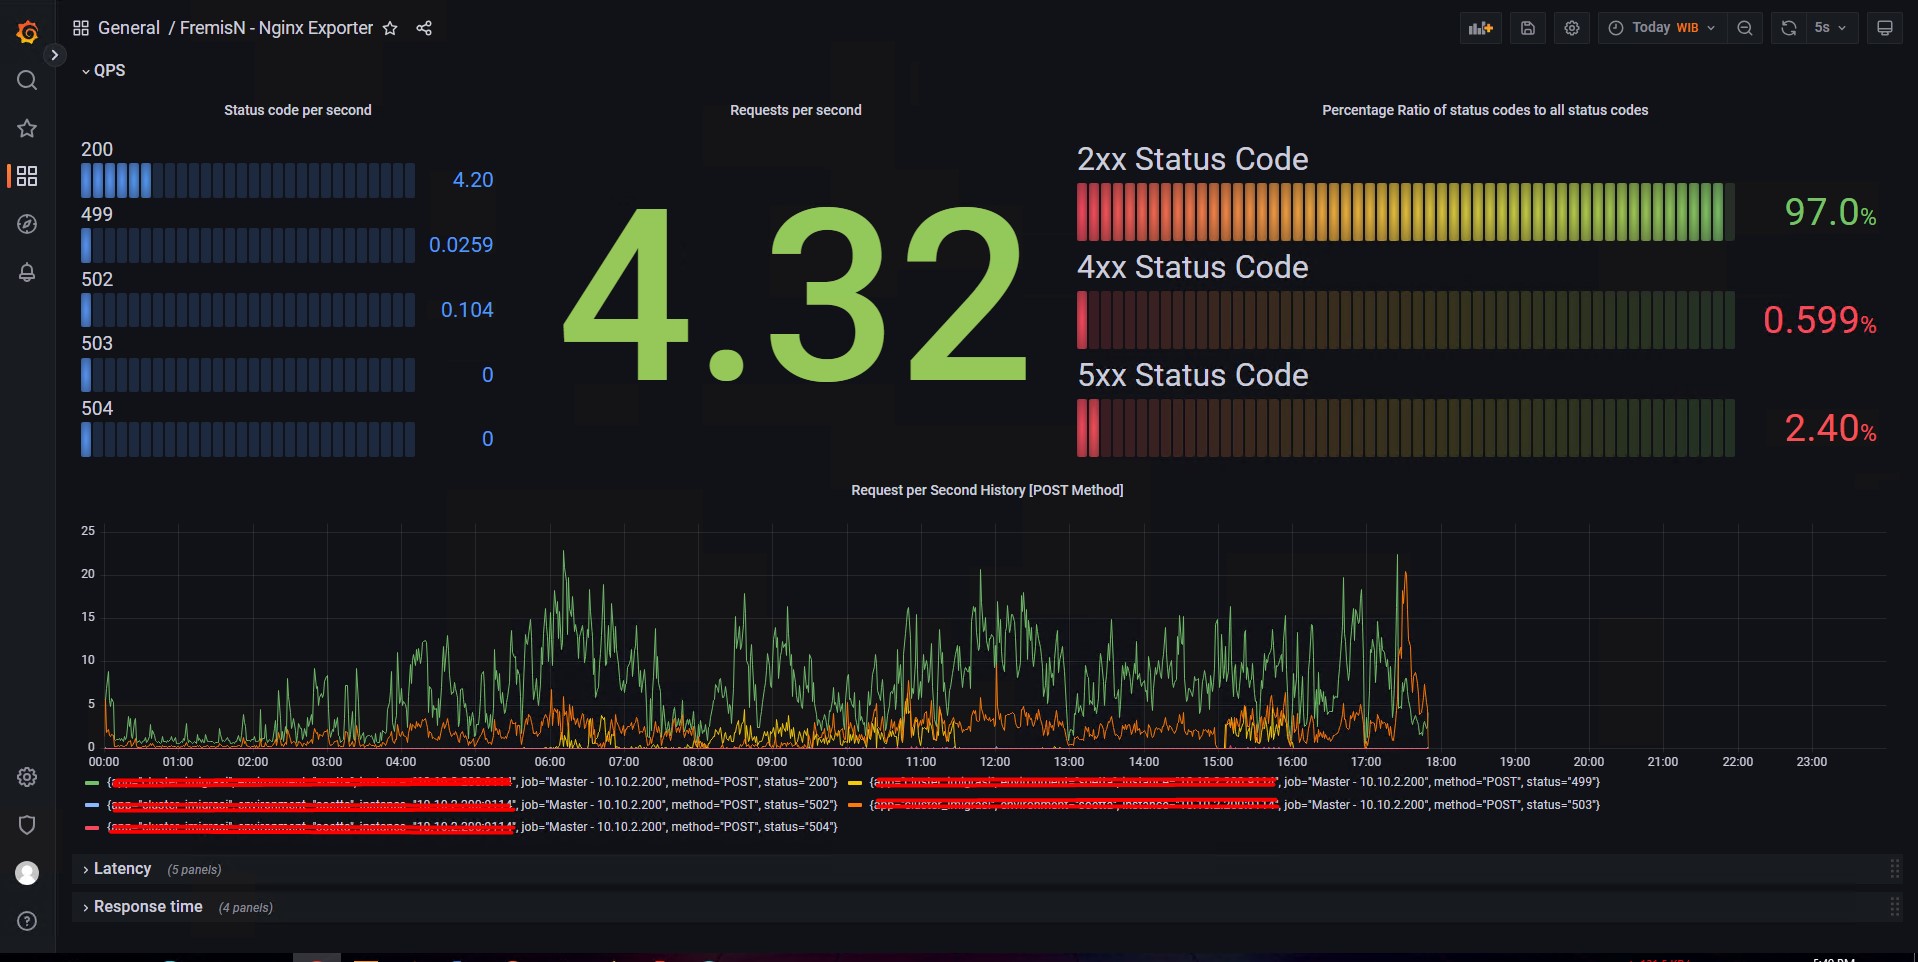 General / FremisN - Nginx Exporter
Today WIB
5s
QPS
Status code per second
200
4.20
499
0.0259
502
0.104
503
0
504
0
Requests per second
4.32
Percentage Ratio of status codes to all status codes
2xx Status Code
97.0%
4xx Status Code
0.599%
5xx Status Code
2.40%
Request per Second History [POST Method]
25
20
15
10
5
0
00:00 01:00 02:00 03:00 04:00 05:00 06:00 07:00 08:00 09:00 10:00 11:00 12:00 13:00 14:00 15:00 16:00 17:00 18:00 19:00 20:00 21:00 22:00 23:00
", job="Master - 10.10.2.200", method="POST", status="200"}
", job="Master - 10.10.2.200", method="POST", status="499"}
", job="Master - 10.10.2.200", method="POST", status="502"}
", job="Master - 10.10.2.200", method="POST", status="503"}
", job="Master - 10.10.2.200", method="POST", status="504"}
Latency (5 panels)
Response time (4 panels)